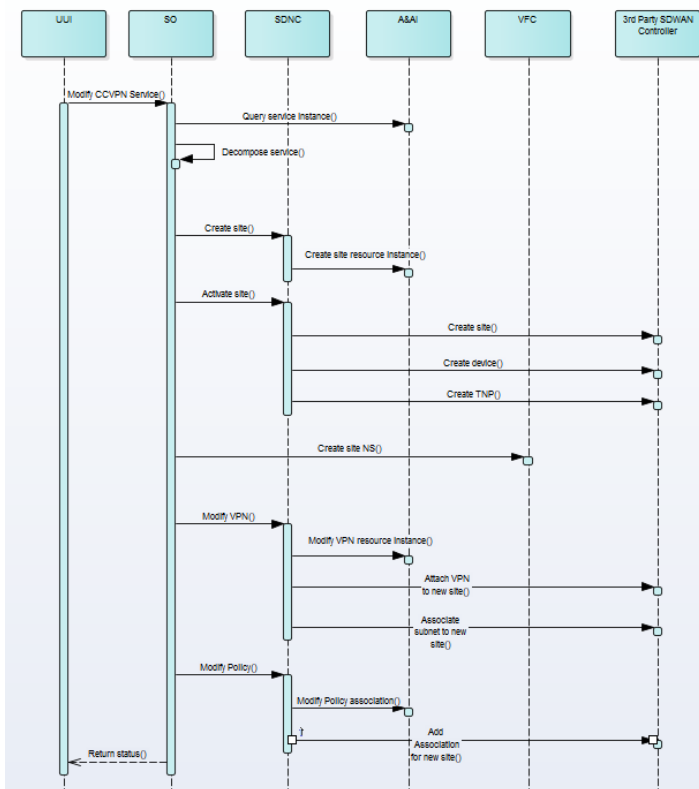 UUI
SO
SDNC
A&AI
VFC
3rd Party SDWAN
Controller
Modify CCVPN Service()
Query service instance()
Decompose service()
Create site()
Create site resource instance()
Activate site()
Create site()
Create device()
Create TNP()
Create site NS()
Modify VPN()
Modify VPN resource instance()
Attach VPN
to new site()
Associate
subnet to new
site()
Modify Policy()
Modify Policy association()
Add
Association
for new site()
Return status()